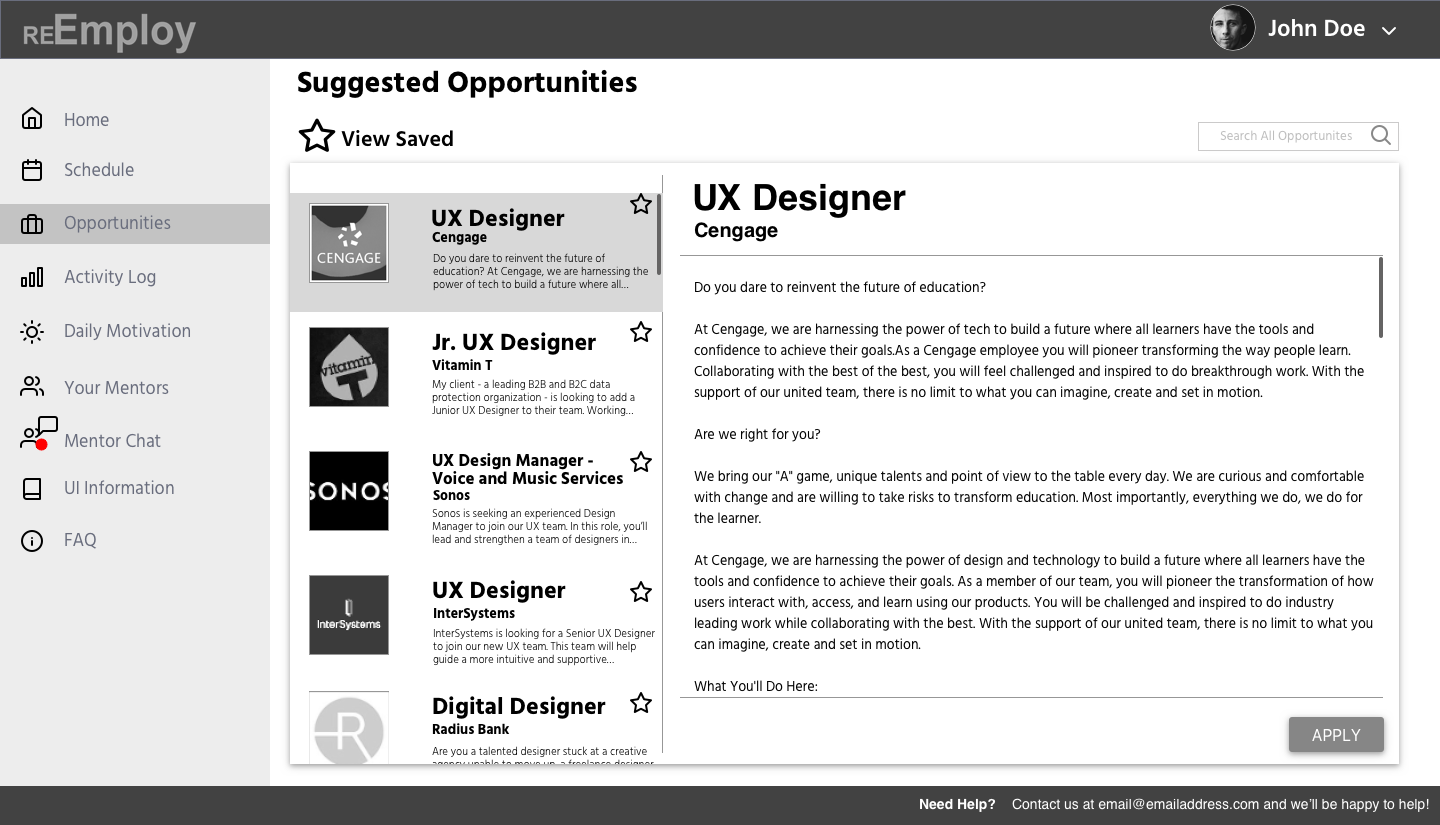 REEmploy
John Doe
Home
Schedule
Opportunities
Activity Log
Daily Motivation
Your Mentors
Mentor Chat
UI Information
FAQ
Suggested Opportunities
View Saved
Search All Opportunites
CENGAGE
UX Designer
Cengage
Do you dare to reinvent the future of
education? At Cengage, we are harnessing the
power of tech to build a future where all...
vitamin
T
Jr. UX Designer
Vitamin T
My client - a leading B2B and B2C data
protection organization - is looking to add a
Junior UX Designer to their team. Working...
SONOS
UX Design Manager -
Voice and Music Services
Sonos
Sonos is seeking an experienced Design
Manager to join our UX team. In this role, you'll
lead and strengthen a team of designers in...
InterSystems
UX Designer
InterSystems
InterSystems is looking for a Senior UX Designer
to join our new UX team. This team will help
guide a more intuitive and supportive...
R
Digital Designer
Radius Bank
Are you a talented designer stuck at a creative
agency unable to move up, a freelance designer
UX Designer
Cengage
Do you dare to reinvent the future of education?
At Cengage, we are harnessing the power of tech to build a future where all learners have the tools and
confidence to achieve their goals.As a Cengage employee you will pioneer transforming the way people learn.
Collaborating with the best of the best, you will feel challenged and inspired to do breakthrough work. With the
support of our united team, there is no limit to what you can imagine, create and set in motion.
Are we right for you?
We bring our "A" game, unique talents and point of view to the table every day. We are curious and comfortable
with change and are willing to take risks to transform education. Most importantly, everything we do, we do for
the learner.
At Cengage, we are harnessing the power of design and technology to build a future where all learners have the
tools and confidence to achieve their goals. As a member of our team, you will pioneer the transformation of how
users interact with, access, and learn using our products. You will be challenged and inspired to do industry
leading work while collaborating with the best. With the support of our united team, there is no limit to what you
can imagine, create and set in motion.
What You'll Do Here:
APPLY
Need Help? Contact us at email@emailaddress.com and we'll be happy to help!